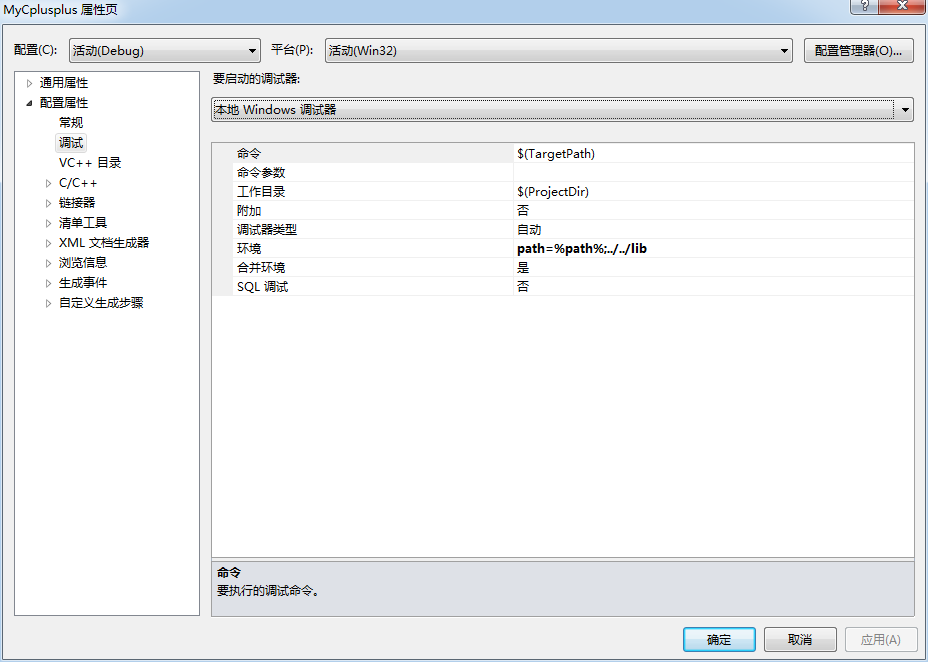 MyCplusplus 属性页
配置(C): 活动(Debug) 平台(P): 活动(Win32) 配置管理器(O)...
通用属性
配置属性
常规
调试
VC++ 目录
C/C++
链接器
清单工具
XML 文档生成器
浏览信息
生成事件
自定义生成步骤
要启动的调试器:
本地 Windows 调试器
命令 $(TargetPath)
命令参数
工作目录 $(ProjectDir)
附加 否
调试器类型 自动
环境 path=%path%;../../lib
合并环境 是
SQL 调试 否
命令
要执行的调试命令。
确定 取消 应用(A)